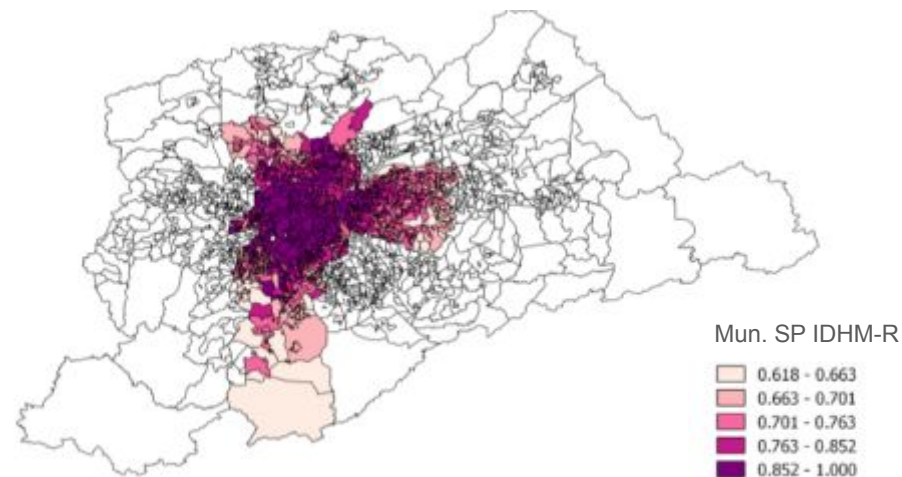 Mun. SP IDHM-R
0.618 - 0.663
0.663 - 0.701
0.701 - 0.763
0.763 - 0.852
0.852 - 1.000